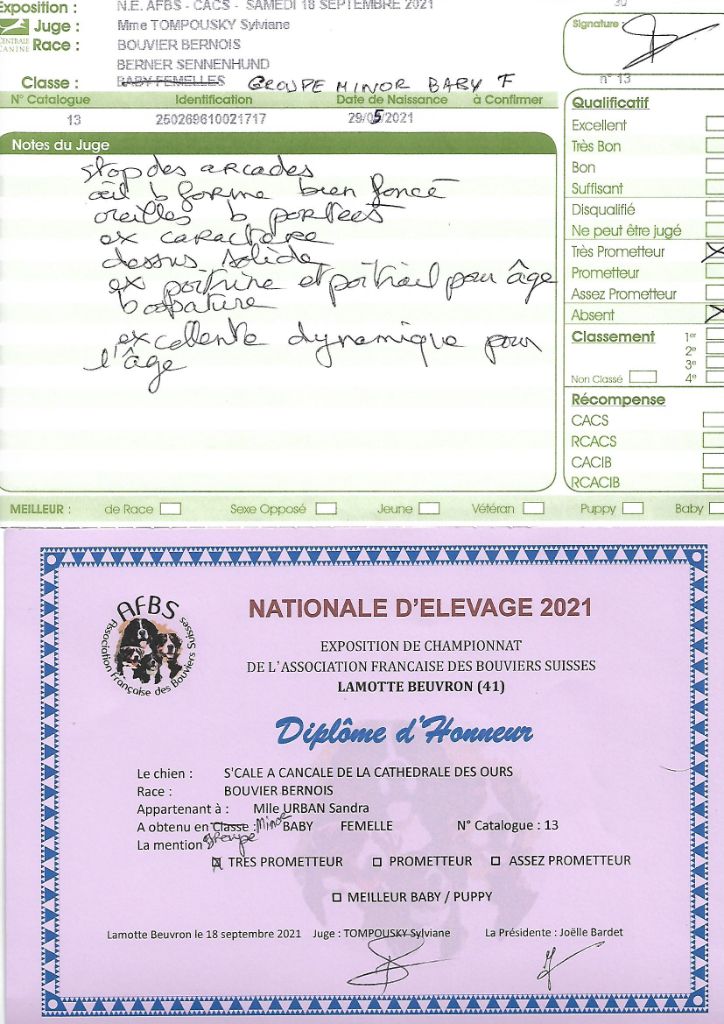 Exposition : N.E. AFBS - CACS - SAMEDI 18 SEPTEMBRE 2021
Juge : Mme TOMPOUSKY Sylviane
CENTRALE CANINE
Race : BOUVIER BERNOIS
BERNER SENNENHUND
Classe : BABY FEMELLES GROUPE MINOR BABY F
N° Catalogue Identification Date de Naissance à Confirmer
13 250269610021717 29/05/2021
Notes du Juge
stop des arcades
œil b forme bien foncé
oreilles b portées
ex caractère
dessus solide
ex poitrine et poitrail pour âge
b ossature
excellente dynamique pour
l'âge
Signature :
n° 13
Qualificatif
Excellent
Très Bon
Bon
Suffisant
Disqualifié
Ne peut être jugé
Très Prometteur X
Prometteur
Assez Prometteur
Absent X
Classement 1er
2e
3e
Non Classé 4e
Récompense
CACS
RCACS
CACIB
RCACIB
MEILLEUR : de Race Sexe Opposé Jeune Vétéran Puppy Baby
AFBS
Association Française des Bouviers Suisses
NATIONALE D'ELEVAGE 2021
EXPOSITION DE CHAMPIONNAT
DE L'ASSOCIATION FRANCAISE DES BOUVIERS SUISSES
LAMOTTE BEUVRON (41)
Diplôme d'Honneur
Le chien : S'CALE A CANCALE DE LA CATHEDRALE DES OURS
Race : BOUVIER BERNOIS
Appartenant à : Mlle URBAN Sandra
A obtenu en Classe : groupe Minor BABY FEMELLE N° Catalogue : 13
La mention
TRES PROMETTEUR PROMETTEUR ASSEZ PROMETTEUR
MEILLEUR BABY / PUPPY
Lamotte Beuvron le 18 septembre 2021 Juge : TOMPOUSKY Sylviane La Présidente : Joëlle Bardet